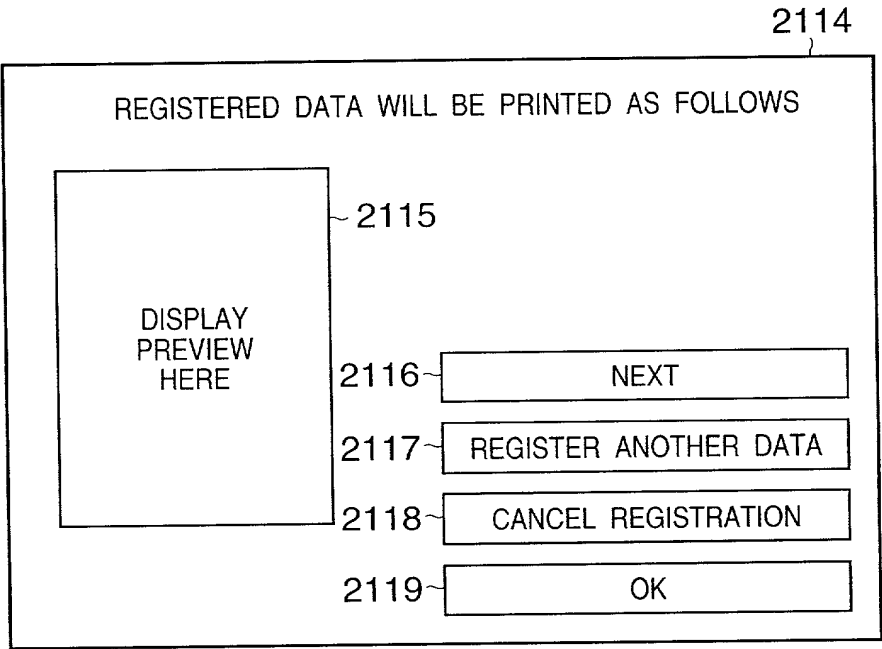 2114
REGISTERED DATA WILL BE PRINTED AS FOLLOWS
2115
DISPLAY
PREVIEW
HERE
2116
NEXT
2117
REGISTER ANOTHER DATA
2118
CANCEL REGISTRATION
2119
OK